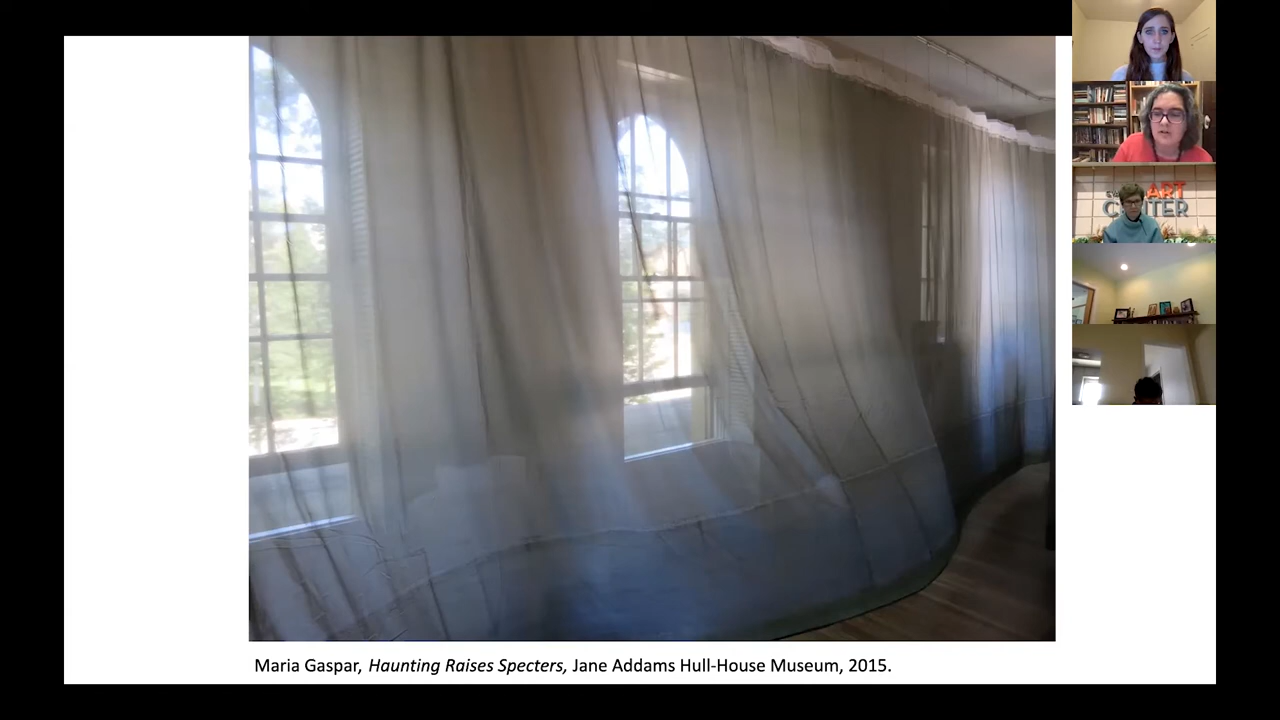 ART
CENTER
Maria Gaspar, Haunting Raises Specters, Jane Addams Hull-House Museum, 2015.